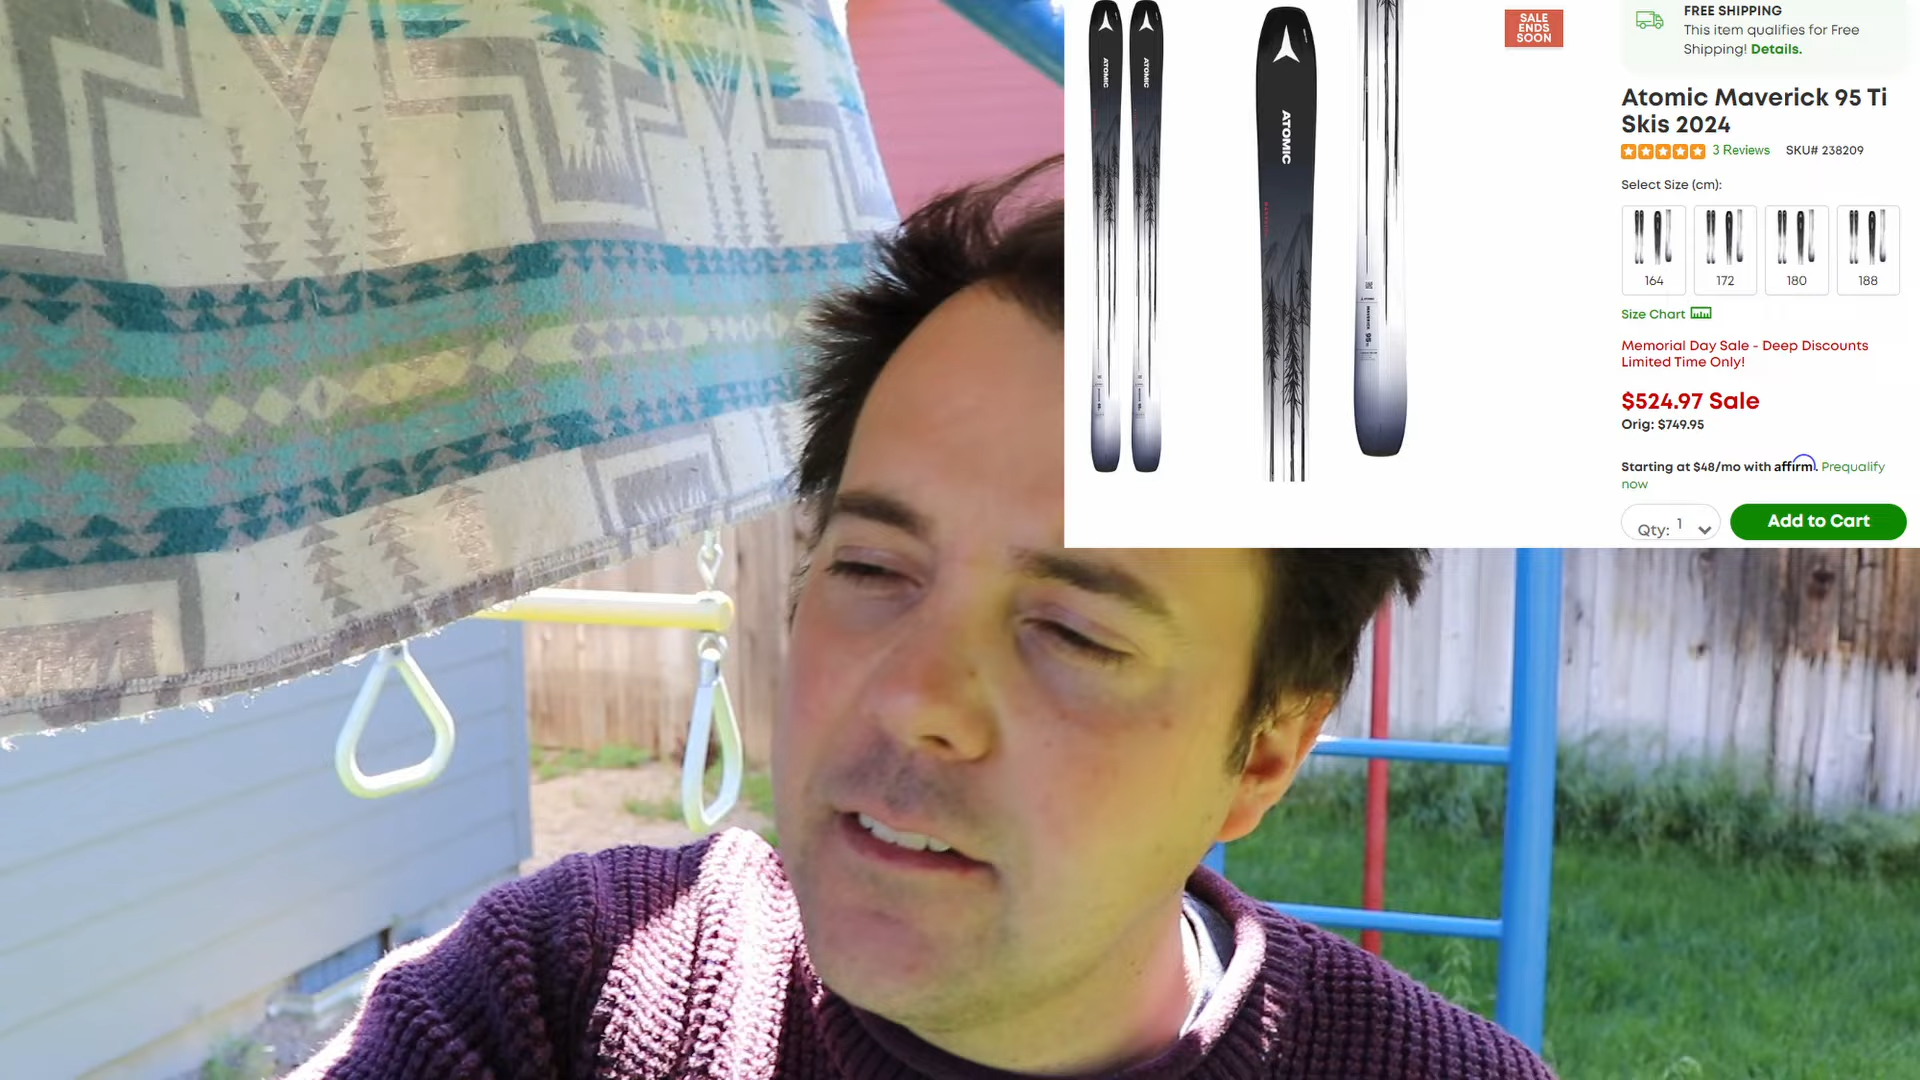 ATOMIC
ATOMIC
ATOMIC
SALE
ENDS
SOON
FREE SHIPPING
This item qualifies for Free
Shipping! Details.
Atomic Maverick 95 Ti
Skis 2024
3 Reviews SKU# 238209
Select Size (cm):
164 172 180 188
Size Chart
Memorial Day Sale - Deep Discounts
Limited Time Only!
$524.97 Sale
Orig: $749.95
Starting at $48/mo with affirm. Prequalify
now
Qty: 1
Add to Cart